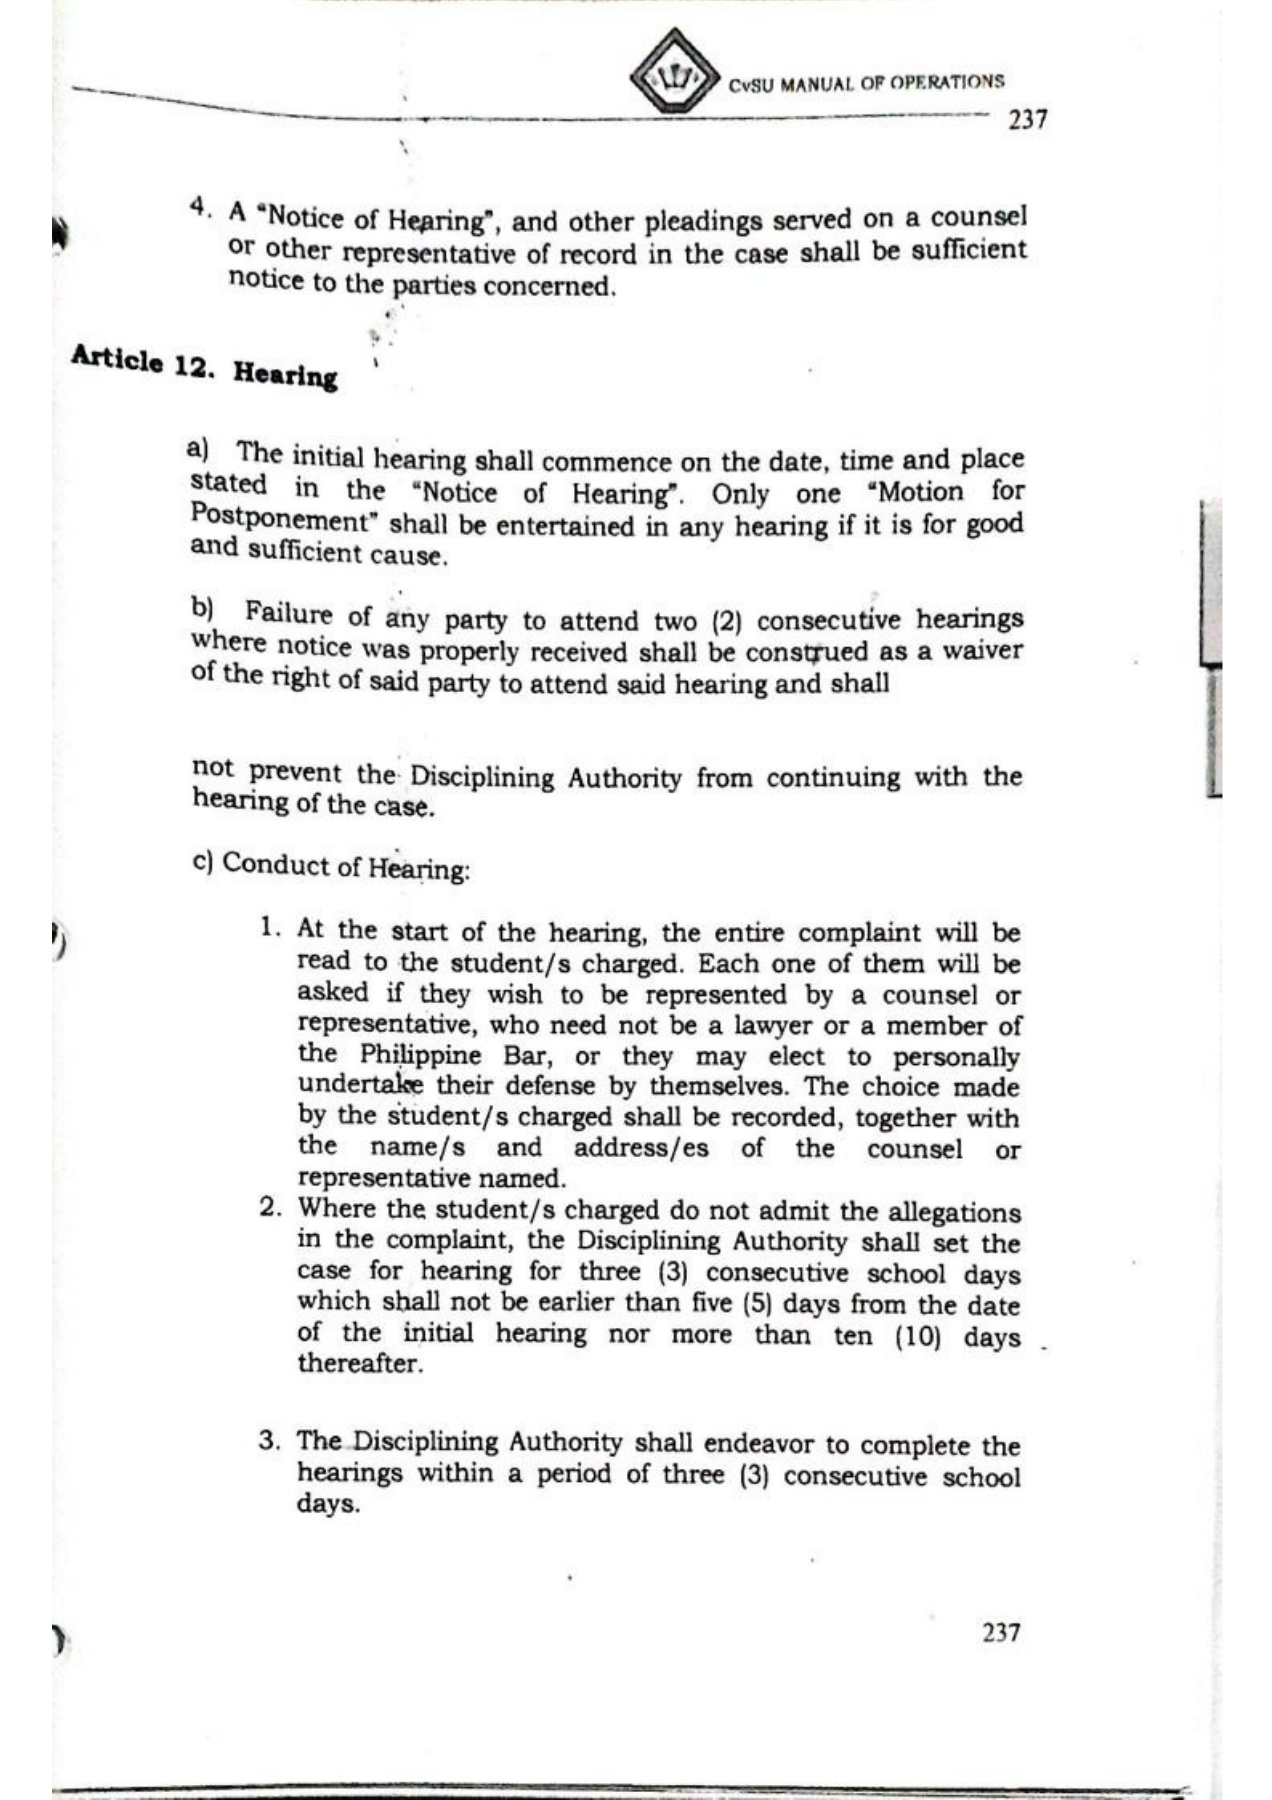 CvSU MANUAL OF OPERATIONS
237
4. A “Notice of Hearing”, and other pleadings served on a counsel
or other representative of record in the case shall be sufficient
notice to the parties concerned.
Article 12. Hearing
a) The initial hearing shall commence on the date, time and place
stated in the “Notice of Hearing”. Only one “Motion for
Postponement” shall be entertained in any hearing if it is for good
and sufficient cause.
b) Failure of any party to attend two (2) consecutive hearings
where notice was properly received shall be construed as a waiver
of the right of said party to attend said hearing and shall
not prevent the Disciplining Authority from continuing with the
hearing of the case.
c) Conduct of Hearing:
1. At the start of the hearing, the entire complaint will be
read to the student/s charged. Each one of them will be
asked if they wish to be represented by a counsel or
representative, who need not be a lawyer or a member of
the Philippine Bar, or they may elect to personally
undertake their defense by themselves. The choice made
by the student/s charged shall be recorded, together with
the name/s and address/es of the counsel or
representative named.
2. Where the student/s charged do not admit the allegations
in the complaint, the Disciplining Authority shall set the
case for hearing for three (3) consecutive school days
which shall not be earlier than five (5) days from the date
of the initial hearing nor more than ten (10) days
thereafter.
3. The Disciplining Authority shall endeavor to complete the
hearings within a period of three (3) consecutive school
days.
237